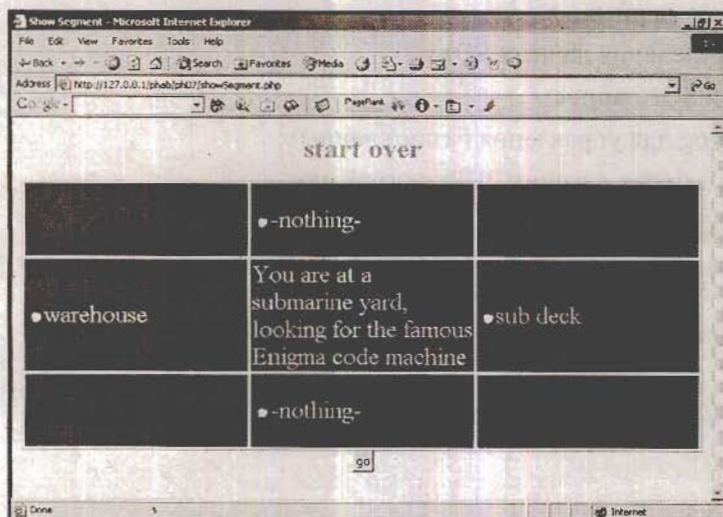 Show Segment - Microsoft Internet Explorer
File Edit View Favorites Tools Help
Back Search Favorites Media
Address http://127.0.0.1/phab/ph07/showSegment.php Go
Google PageRank
start over
-nothing-
warehouse
You are at a
submarine yard,
looking for the famous
Enigma code machine
sub deck
-nothing-
go
Done Internet